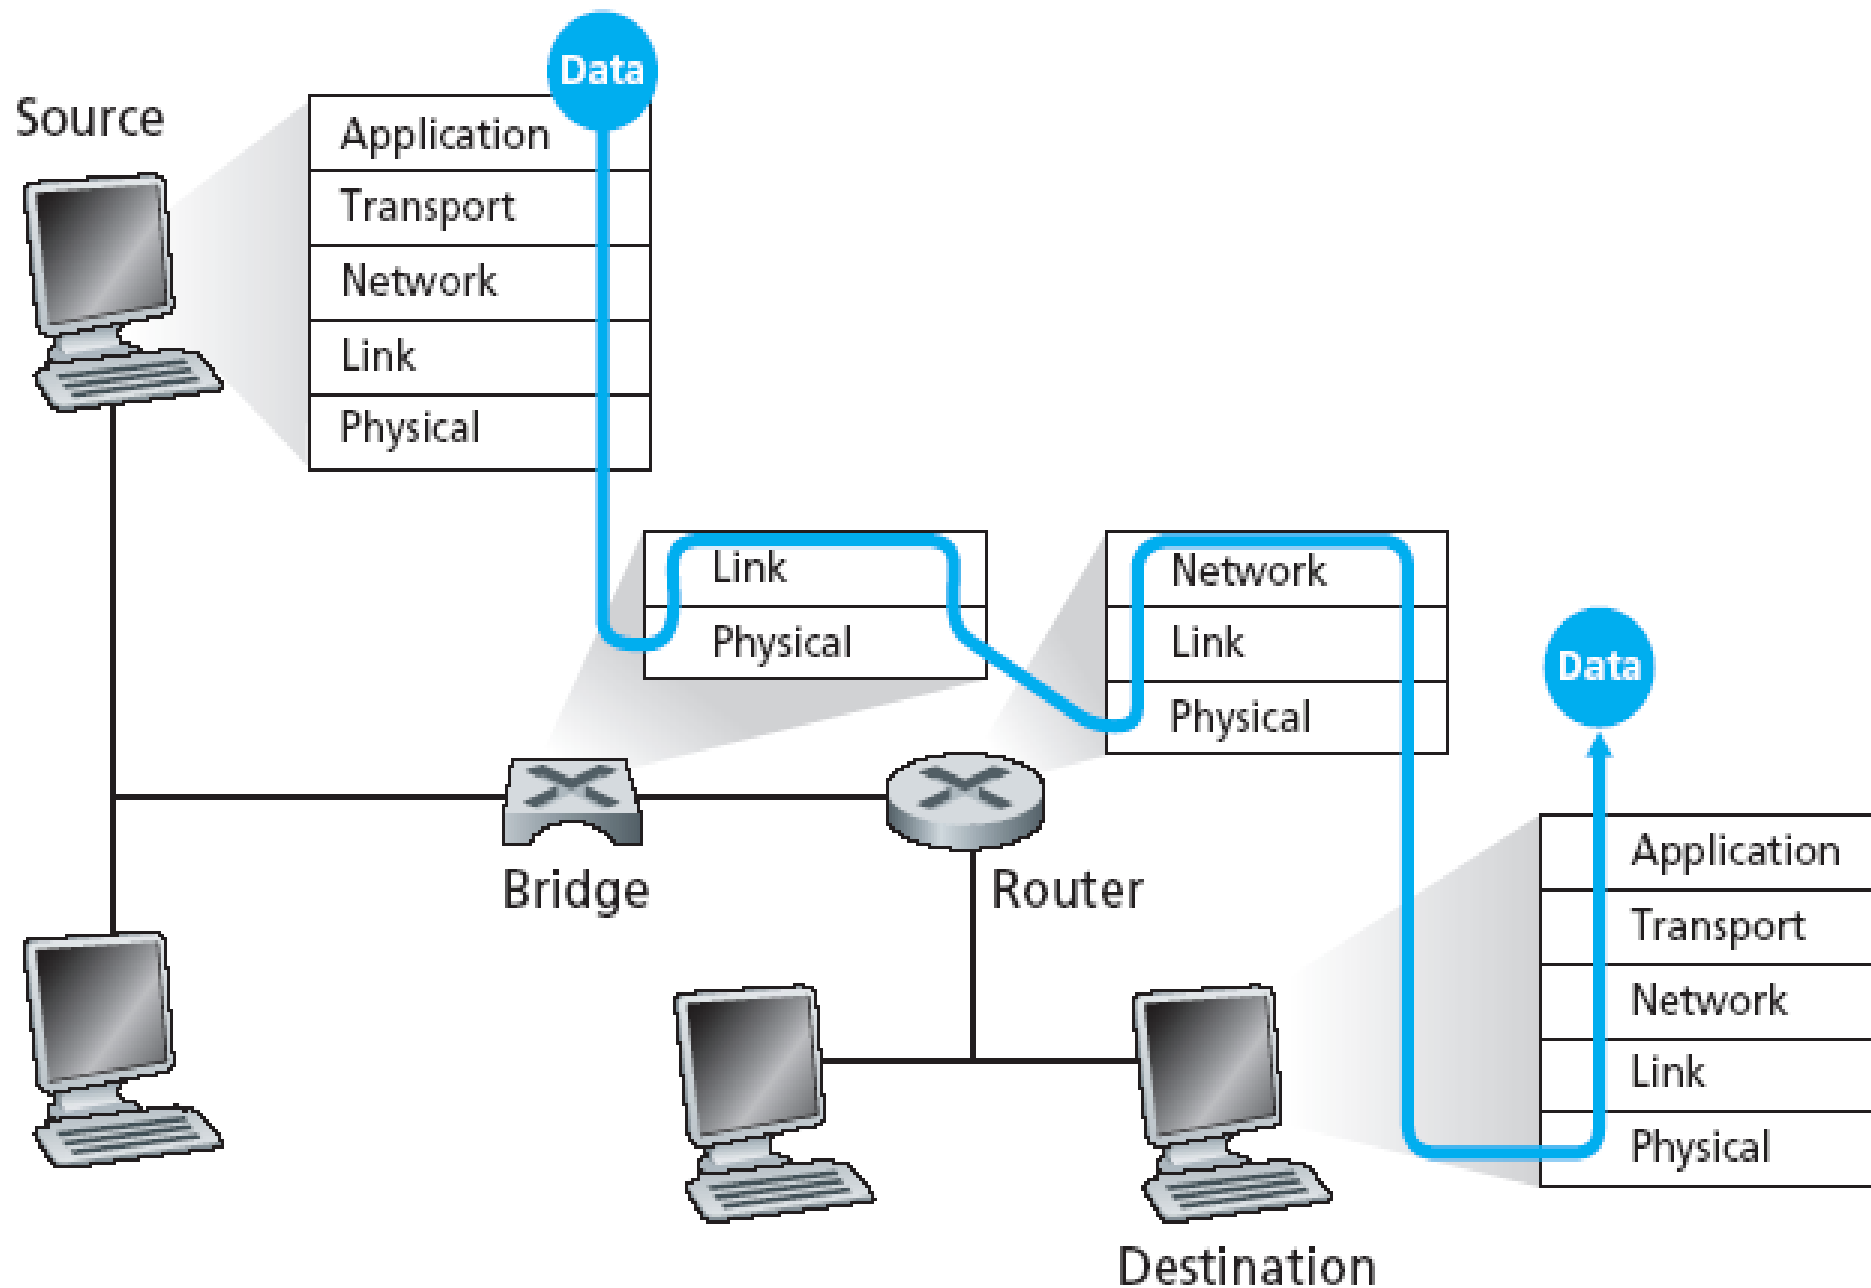 Data
Source
Application
Transport
Network
Link
Physical
Link
Physical
Network
Link
Physical
Data
Bridge
Router
Application
Transport
Network
Link
Physical
Destination